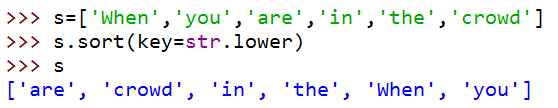 >>> s=['When','you','are','in','the','crowd']
>>> s.sort(key=str.lower)
>>> s
['are', 'crowd', 'in', 'the', 'When', 'you']